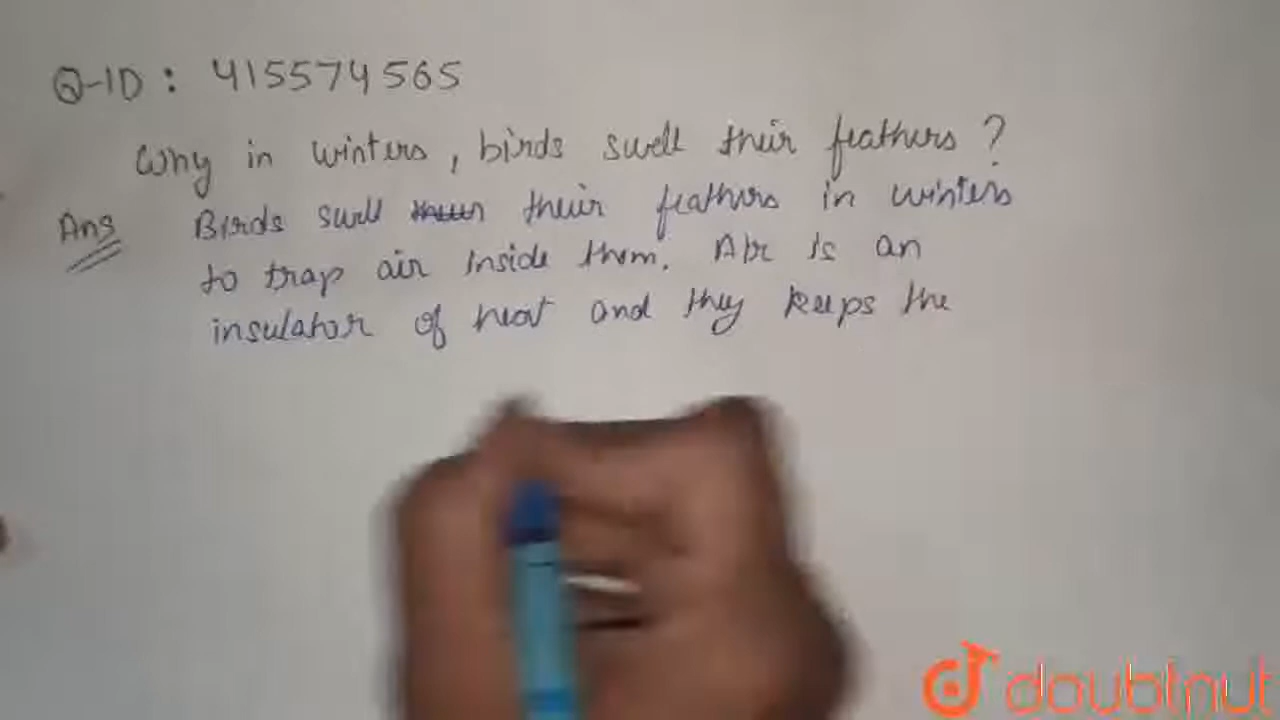 Q-ID : 415574565
Why in winters, birds swell their feathers ?
Ans Birds swell their feathers in winters
to trap air inside them. Air is an
insulator of heat and they keeps the
doubtnut